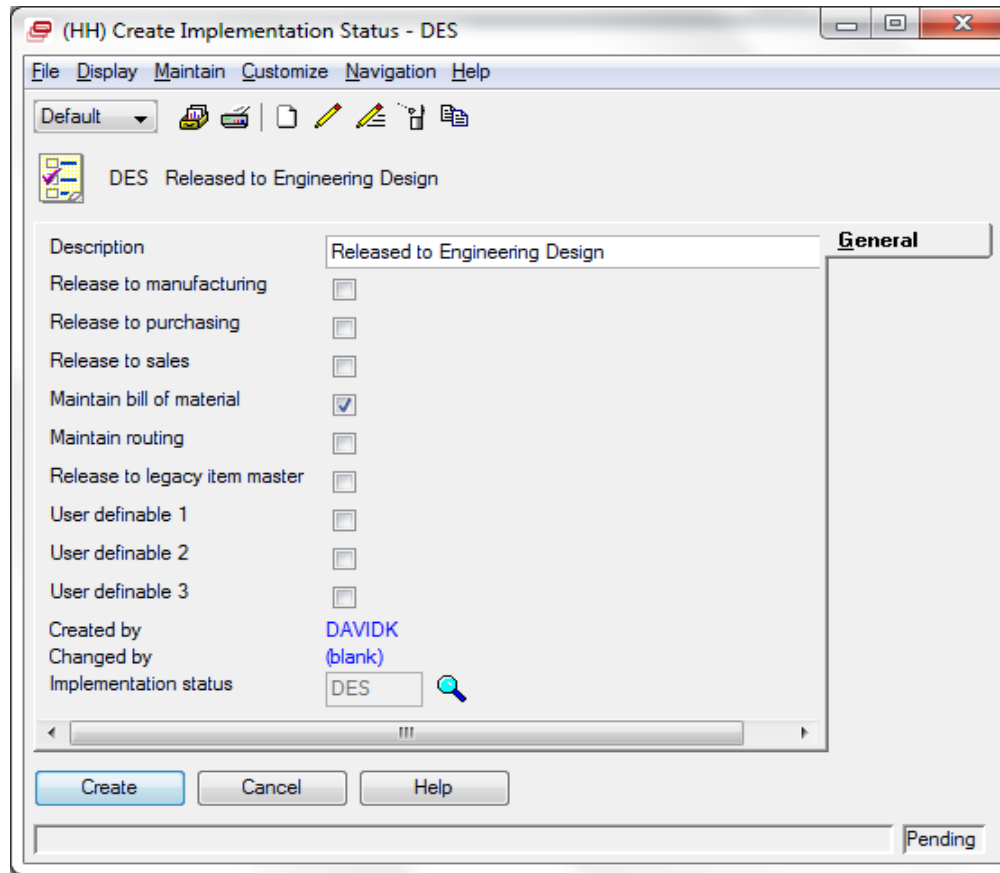 (HH) Create Implementation Status - DES
File Display Maintain Customize Navigation Help
Default
DES Released to Engineering Design
General
Description Released to Engineering Design
Release to manufacturing
Release to purchasing
Release to sales
Maintain bill of material
Maintain routing
Release to legacy item master
User definable 1
User definable 2
User definable 3
Created by DAVIDK
Changed by (blank)
Implementation status DES
Create Cancel Help
Pending